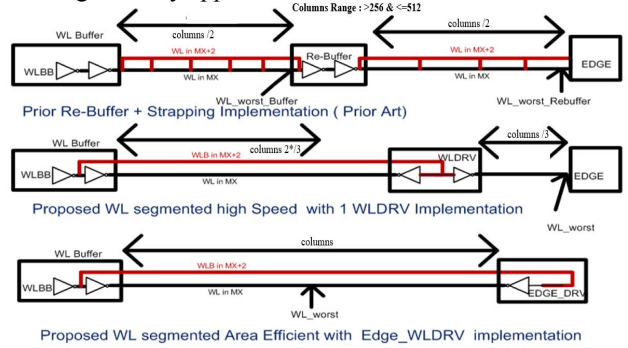 Columns Range : >256 & <=512
WL Buffer
columns /2
columns /2
WL in MX+2
Re-Buffer
WL in MX+2
WLBB
WL in MX
WL in MX
EDGE
WL_worst_Buffer
WL_worst_Rebuffer
Prior Re-Buffer + Strapping Implementation ( Prior Art)
WL Buffer
columns 2*/3
columns /3
WLB in MX+2
WLDRV
WLBB
WL in MX
EDGE
Proposed WL segmented high Speed with 1 WLDRV Implementation
WL_worst
WL Buffer
columns
WLB in MX+2
WLBB
WL in MX
EDGE_DRV
WL_worst
Proposed WL segmented Area Efficient with Edge_WLDRV implementation